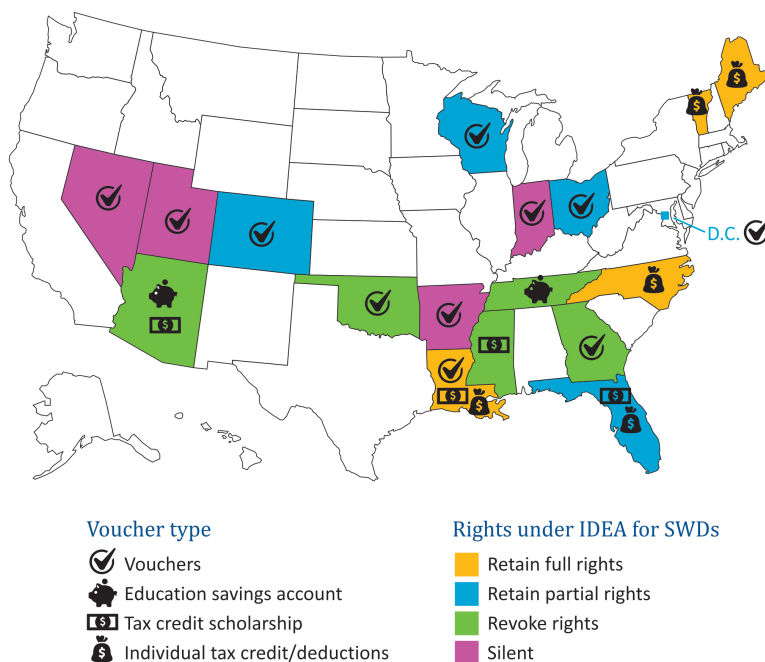 D.C.
Voucher type
Vouchers
Education savings account
Tax credit scholarship
Individual tax credit/deductions
Rights under IDEA for SWDs
Retain full rights
Retain partial rights
Revoke rights
Silent